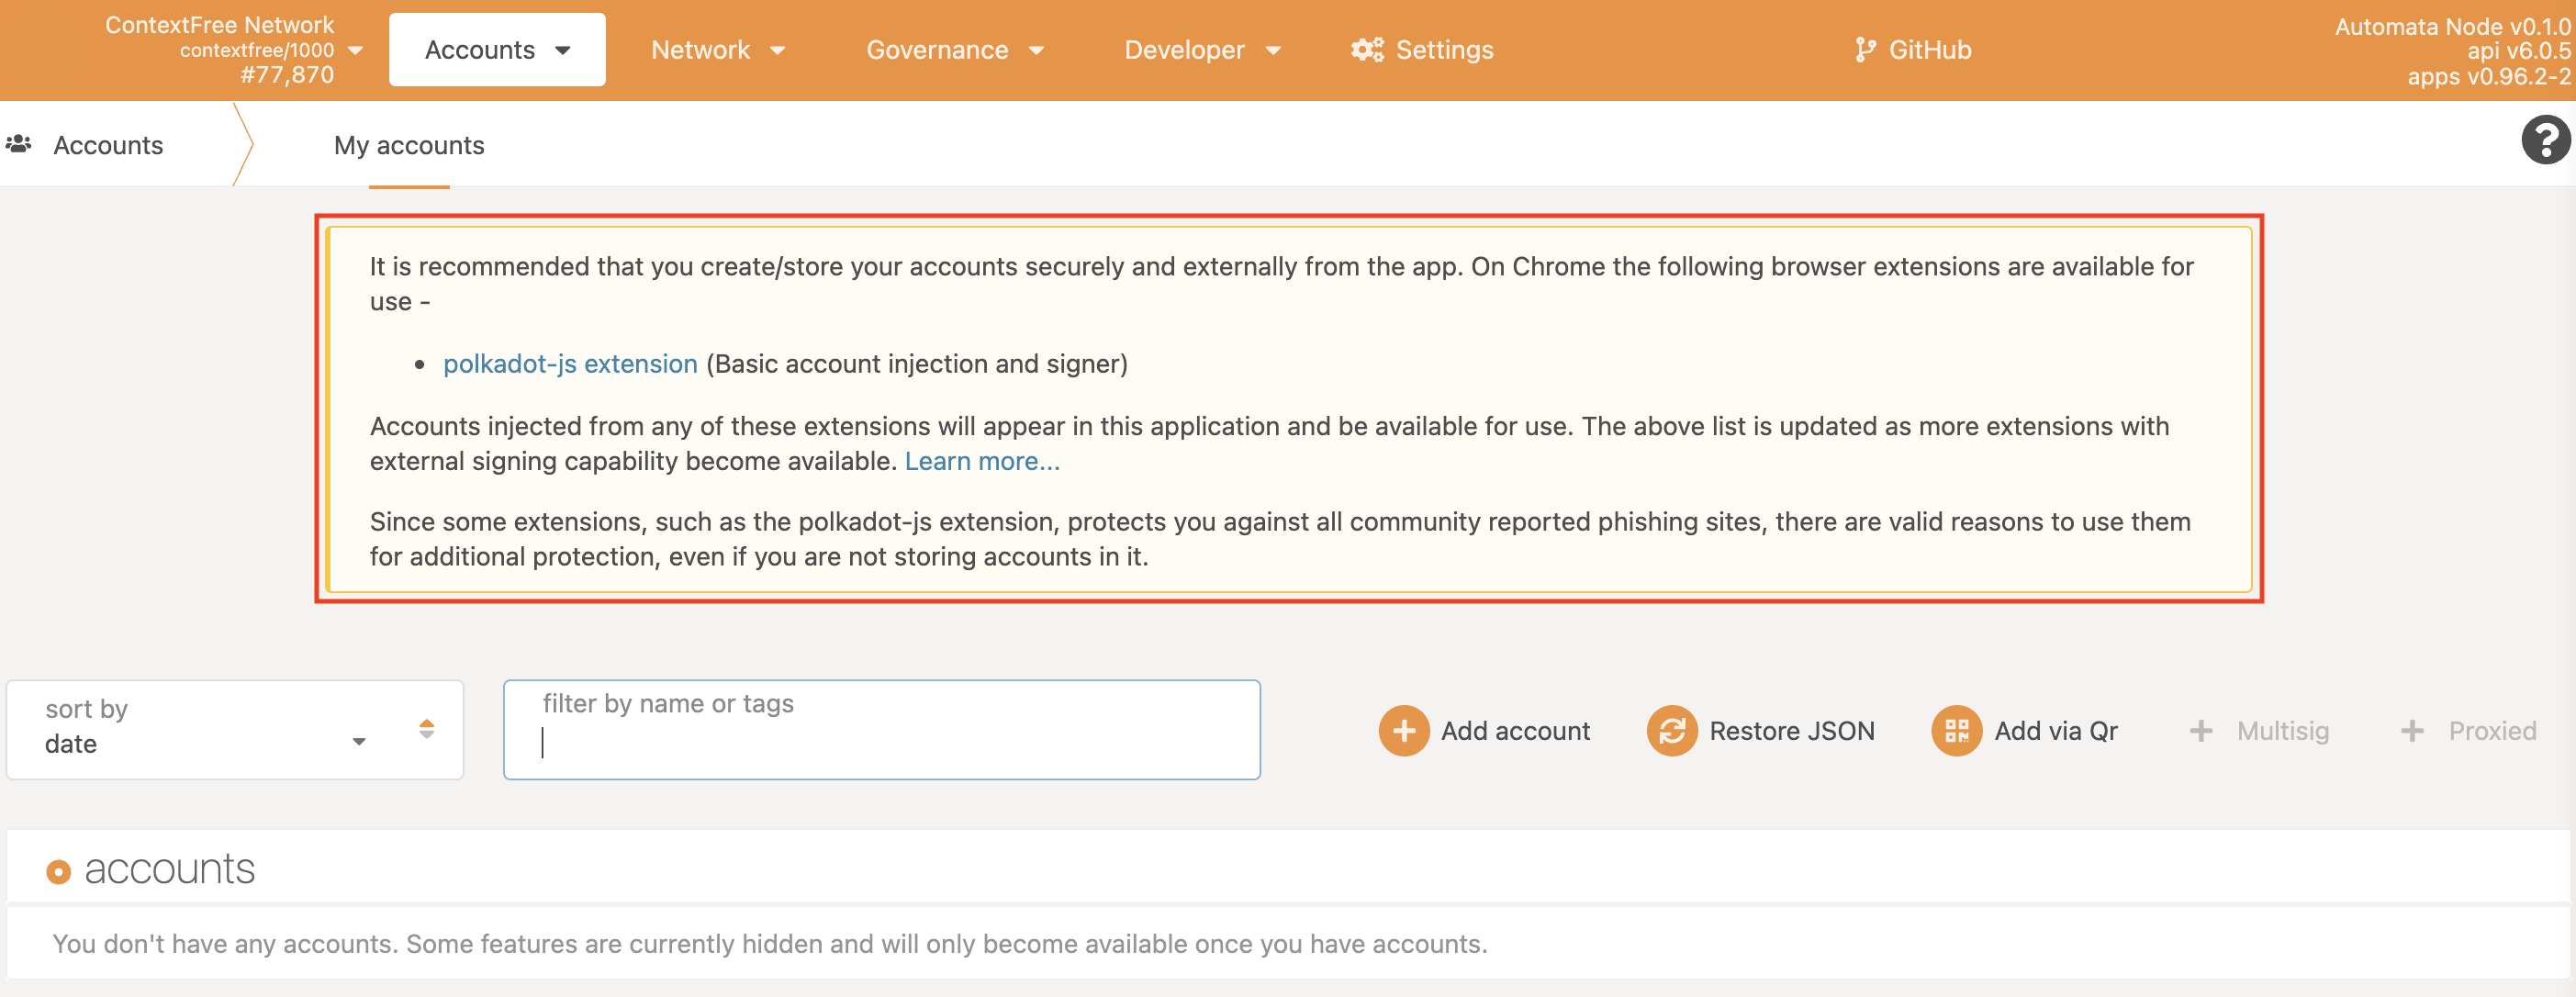 ContextFree Network
contextfree/1000
#77,870
Accounts
Network
Governance
Developer
Settings
GitHub
Automata Node v0.1.0
api v6.0.5
apps v0.96.2-2
Accounts
My accounts
It is recommended that you create/store your accounts securely and externally from the app. On Chrome the following browser extensions are available for
use -
• polkadot-js extension (Basic account injection and signer)
Accounts injected from any of these extensions will appear in this application and be available for use. The above list is updated as more extensions with
external signing capability become available. Learn more...
Since some extensions, such as the polkadot-js extension, protects you against all community reported phishing sites, there are valid reasons to use them
for additional protection, even if you are not storing accounts in it.
sort by
date
filter by name or tags
Add account
Restore JSON
Add via Qr
Multisig
Proxied
accounts
You don't have any accounts. Some features are currently hidden and will only become available once you have accounts.